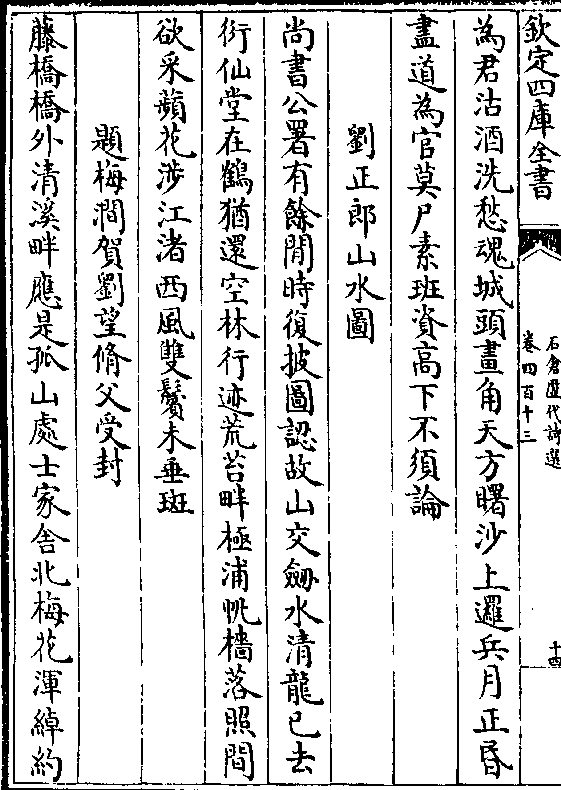 欽定四庫全書
石倉歷代詩選
卷四百十三
十四
為君沽酒洗愁魂城頭畫角天方曙沙上邏兵月正昏
盡道為官莫尸素班資高下不須論
劉正郎山水圖
尚書公署有餘閒時復披圖認故山交劒水清龍已去
衍仙堂在鶴猶還空林行迹荒苔畔極浦帆檣落照間
欲采蘋花涉江渚西風雙鬢未垂斑
題梅澗賀劉望脩父受封
藤橋橋外清溪畔應是孤山處士家舎北梅花渾綽約